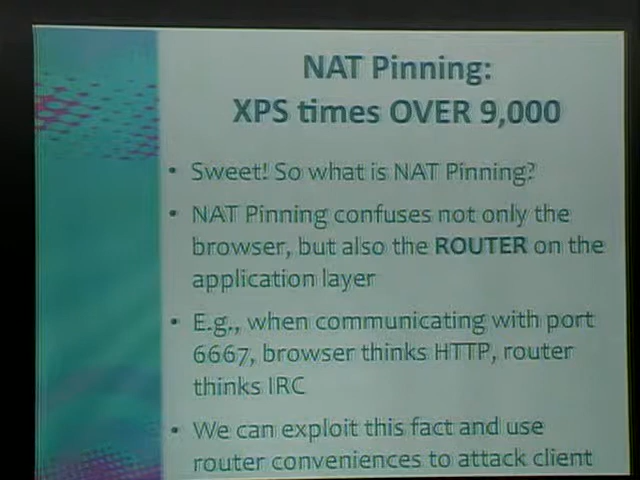 NAT Pinning:
XPS times OVER 9,000
• Sweet! So what is NAT Pinning?
• NAT Pinning confuses not only the
browser, but also the ROUTER on the
application layer
• E.g., when communicating with port
6667, browser thinks HTTP, router
thinks IRC
• We can exploit this fact and use
router conveniences to attack client